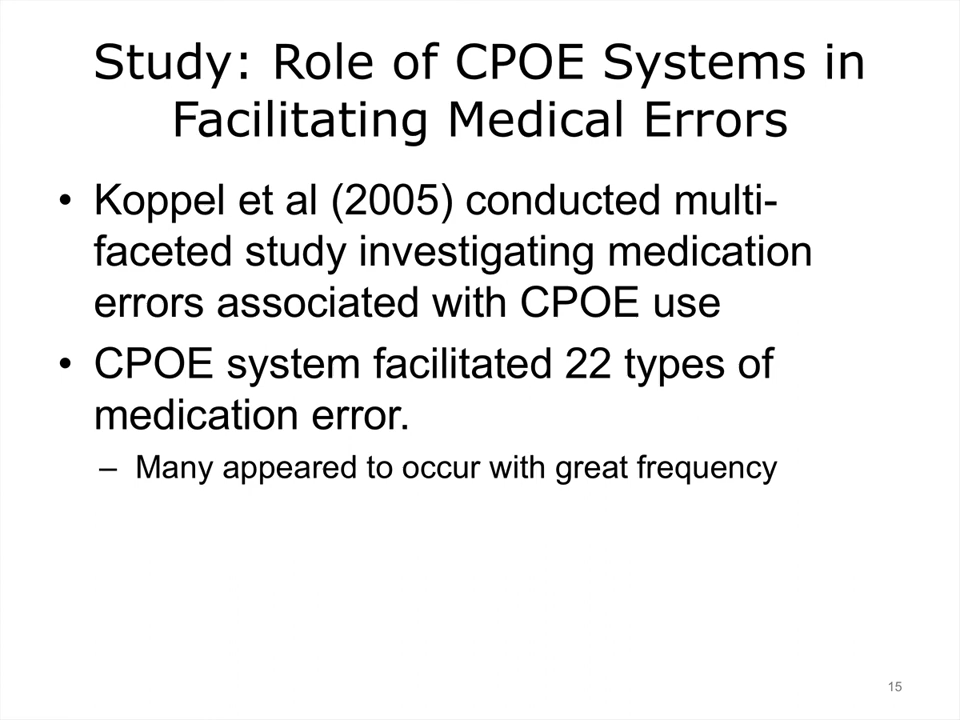 Study: Role of CPOE Systems in
Facilitating Medical Errors
• Koppel et al (2005) conducted multi-
faceted study investigating medication
errors associated with CPOE use
• CPOE system facilitated 22 types of
medication error.
– Many appeared to occur with great frequency
15